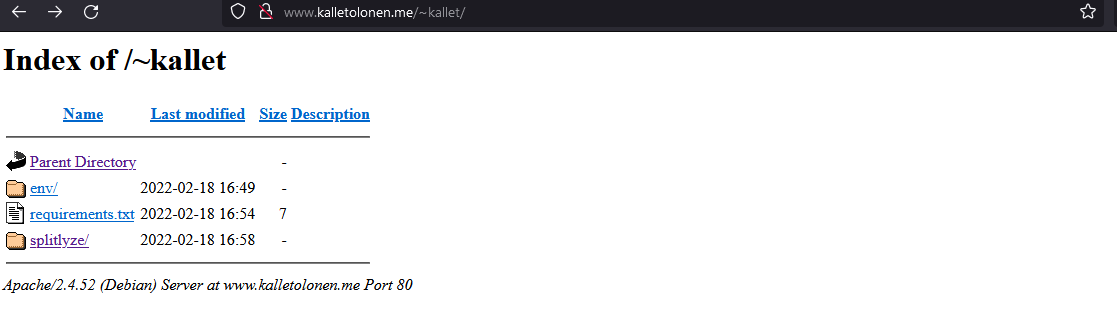 www.kalletolonen.me/~kallet/
Index of /~kallet
Name Last modified Size Description
Parent Directory -
env/ 2022-02-18 16:49 -
requirements.txt 2022-02-18 16:54 7
splitlyze/ 2022-02-18 16:58 -
Apache/2.4.52 (Debian) Server at www.kalletolonen.me Port 80